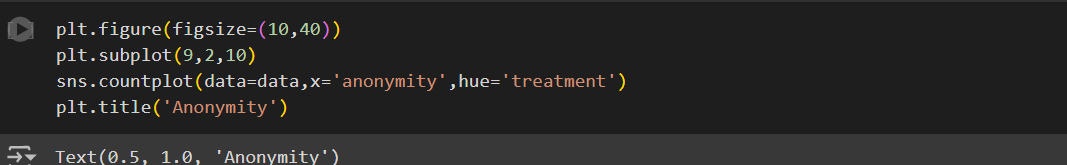 plt.figure(figsize=(10,40))
plt.subplot(9,2,10)
sns.countplot(data=data,x='anonymity',hue='treatment')
plt.title('Anonymity')
Text(0.5, 1.0, 'Anonymity')